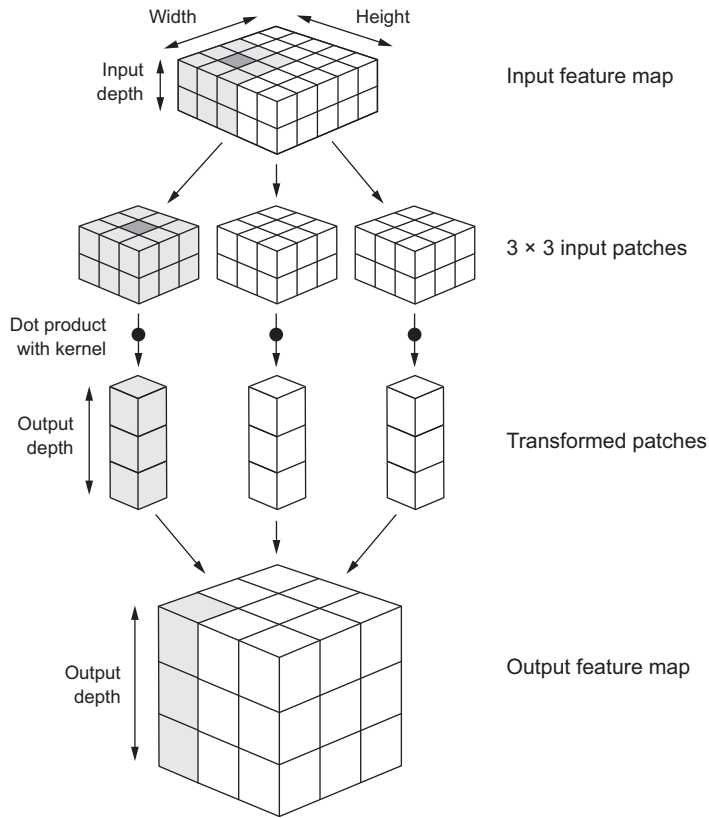 Width
Height
Input
depth
Input feature map
3 × 3 input patches
Dot product
with kernel
Output
depth
Transformed patches
Output
depth
Output feature map